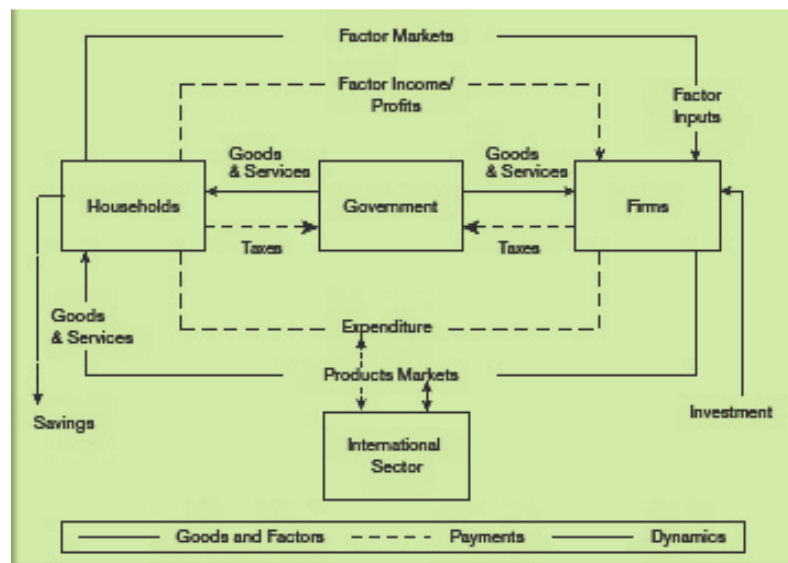 Factor Markets
Factor Income/
Profits
Factor
Inputs
Goods
& Services
Goods
& Services
Households
Government
Firms
Taxes
Taxes
Goods
& Services
Expenditure
Products Markets
Savings
Investment
International
Sector
Goods and Factors
Payments
Dynamics